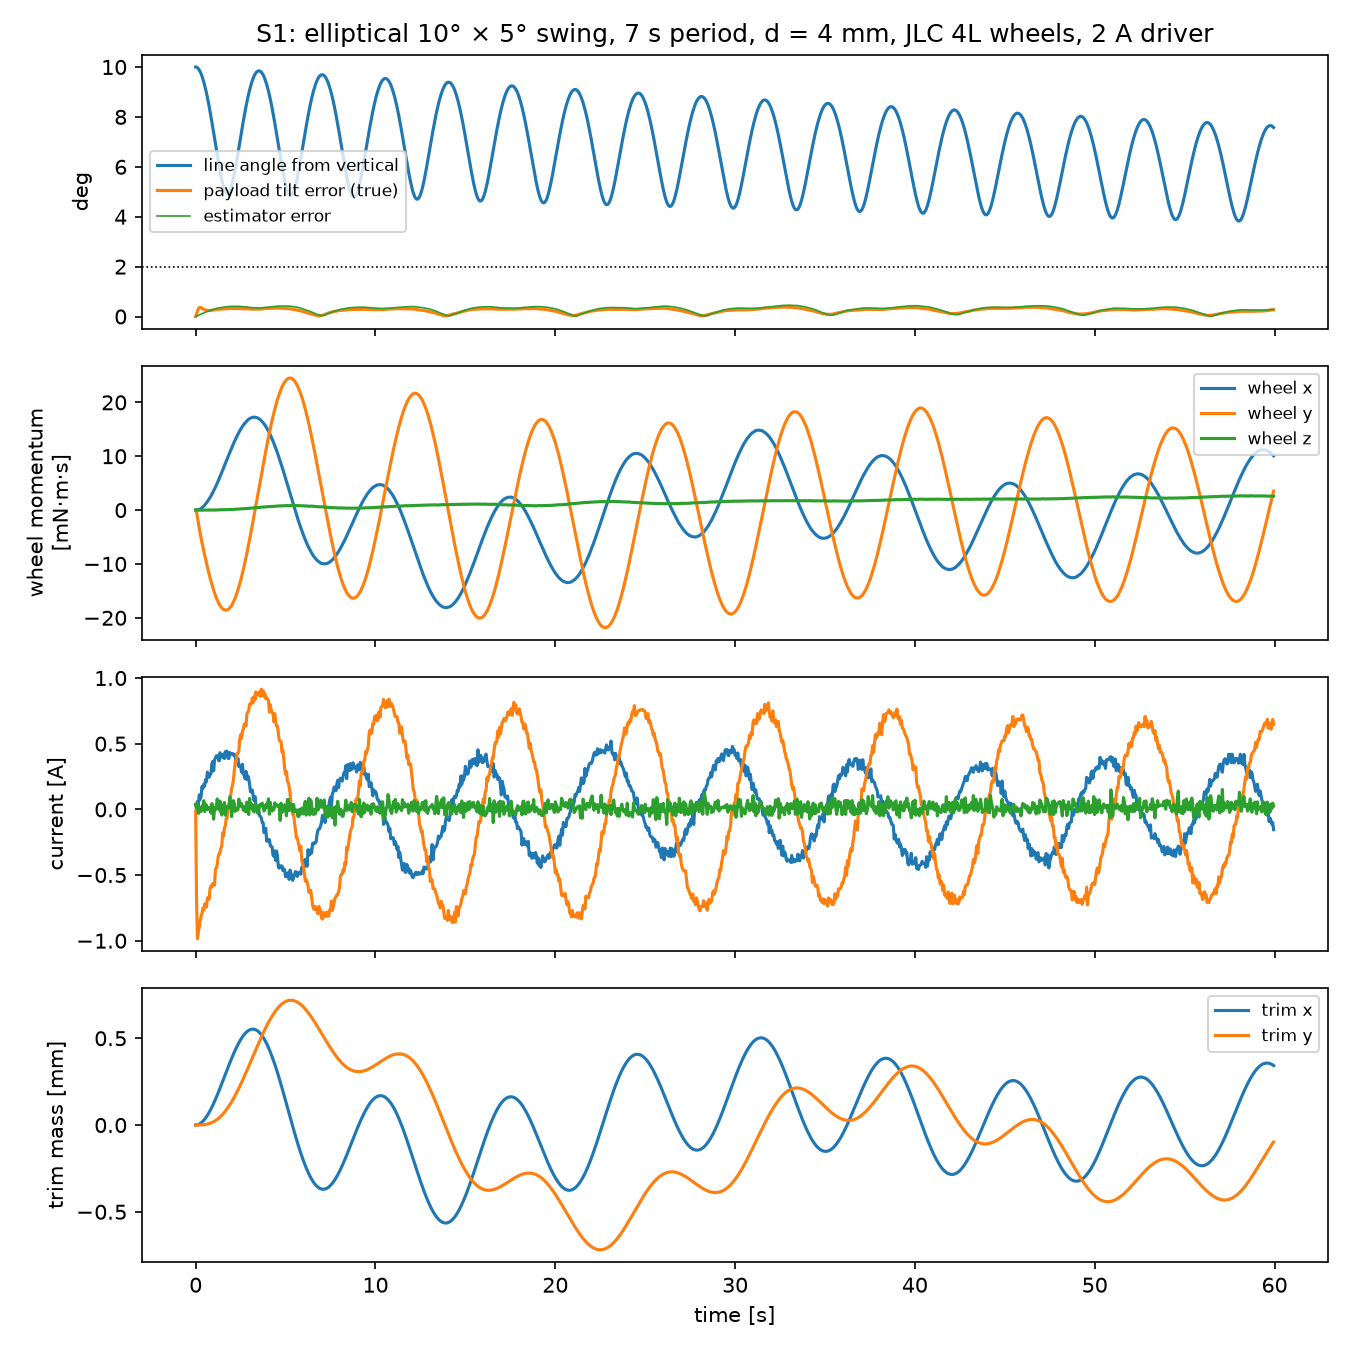 S1: elliptical 10° × 5° swing, 7 s period, d = 4 mm, JLC 4L wheels, 2 A driver
10
8
6
4
2
0
deg
line angle from vertical
payload tilt error (true)
estimator error
20
10
0
−10
−20
wheel momentum
[mN·m·s]
wheel x
wheel y
wheel z
1.0
0.5
0.0
−0.5
−1.0
current [A]
0.5
0.0
−0.5
trim mass [mm]
trim x
trim y
0
10
20
30
40
50
60
time [s]